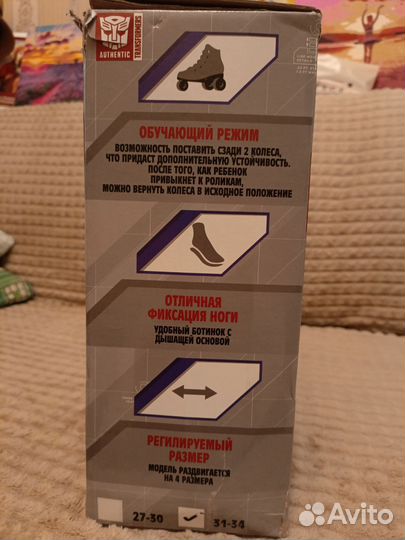 AUTHENTIC
TRANSFORMERS
ОБУЧАЮЩИЙ РЕЖИМ
ВОЗМОЖНОСТЬ ПОСТАВИТЬ СЗАДИ 2 КОЛЕСА,
ЧТО ПРИДАСТ ДОПОЛНИТЕЛЬНУЮ УСТОЙЧИВОСТЬ.
ПОСЛЕ ТОГО, КАК РЕБЕНОК
ПРИВЫКНЕТ К РОЛИКАМ,
МОЖНО ВЕРНУТЬ КОЛЕСА В ИСХОДНОЕ ПОЛОЖЕНИЕ
ОТЛИЧНАЯ
ФИКСАЦИЯ НОГИ
УДОБНЫЙ БОТИНОК С
ДЫШАЩЕЙ ОСНОВОЙ
РЕГИЛИРУЕМЫЙ
РАЗМЕР
МОДЕЛЬ РАЗДВИГАЕТСЯ
НА 4 РАЗМЕРА
27-30 31-34
Avito